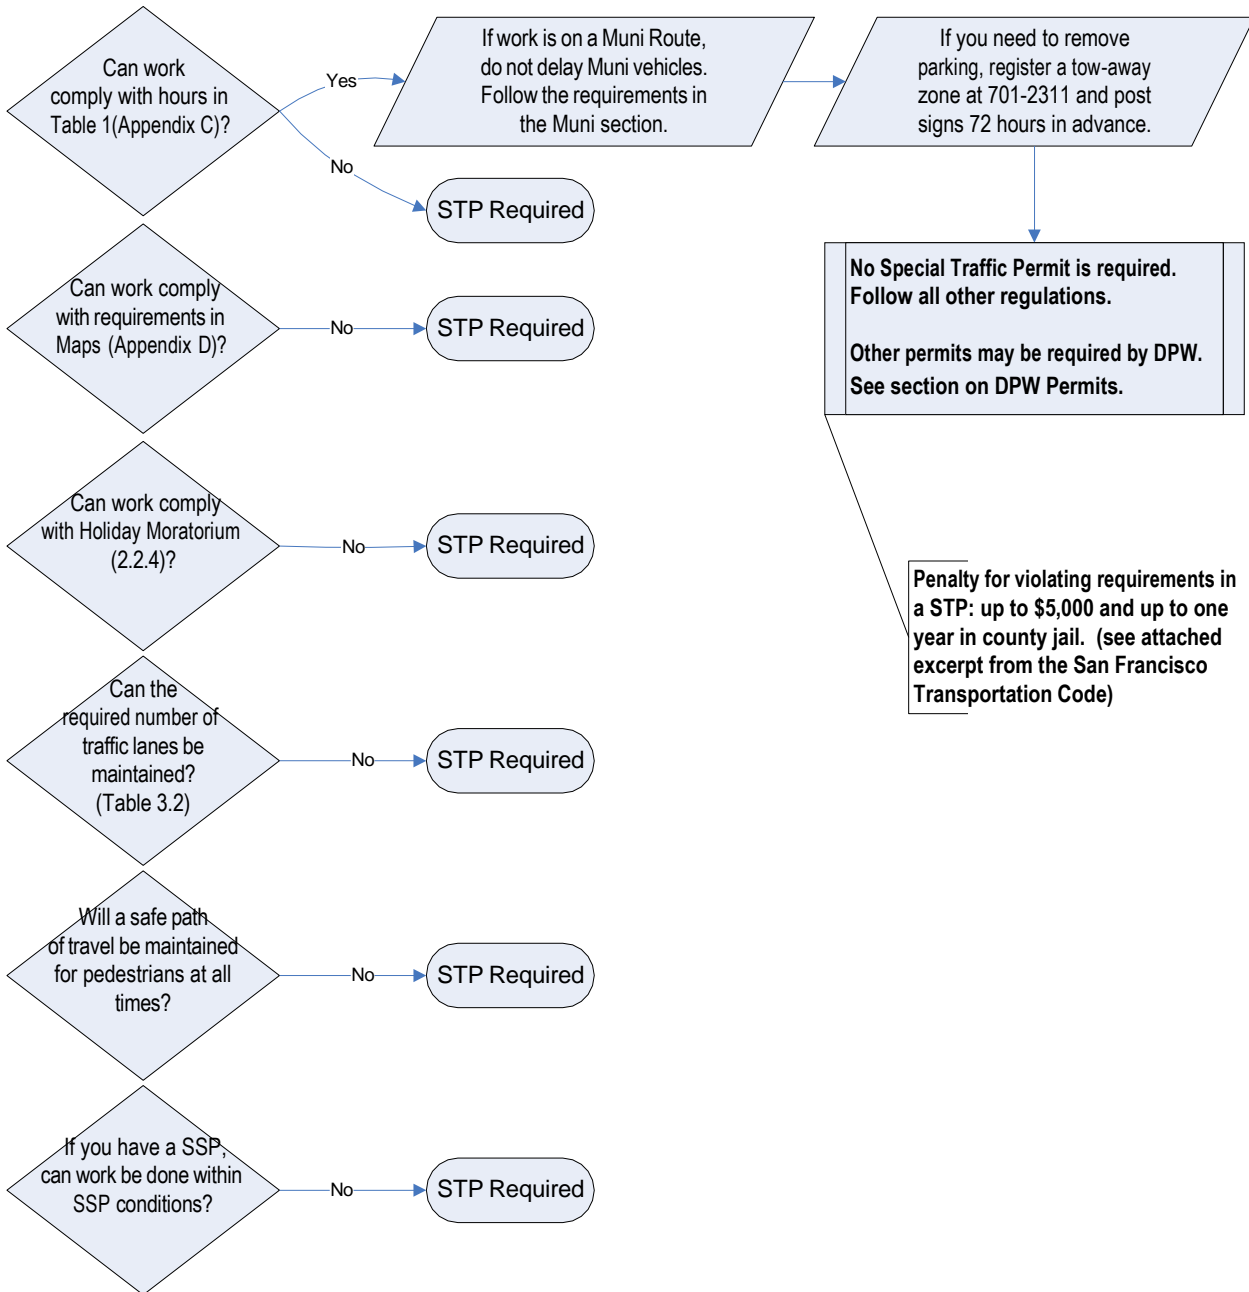 Can work
comply with hours in
Table 1(Appendix C)?
Yes
If work is on a Muni Route,
do not delay Muni vehicles.
Follow the requirements in
the Muni section.
If you need to remove
parking, register a tow-away
zone at 701-2311 and post
signs 72 hours in advance.
No
STP Required
No Special Traffic Permit is required.
Follow all other regulations.
Other permits may be required by DPW.
See section on DPW Permits.
Can work comply
with requirements in
Maps (Appendix D)?
No
STP Required
Can work comply
with Holiday Moratorium
(2.2.4)?
No
STP Required
Penalty for violating requirements in
a STP: up to $5,000 and up to one
year in county jail.  (see attached
excerpt from the San Francisco
Transportation Code)
Can the
required number of
traffic lanes be
maintained?
(Table 3.2)
No
STP Required
Will a safe path
of travel be maintained
for pedestrians at all
times?
No
STP Required
If you have a SSP,
can work be done within
SSP conditions?
No
STP Required